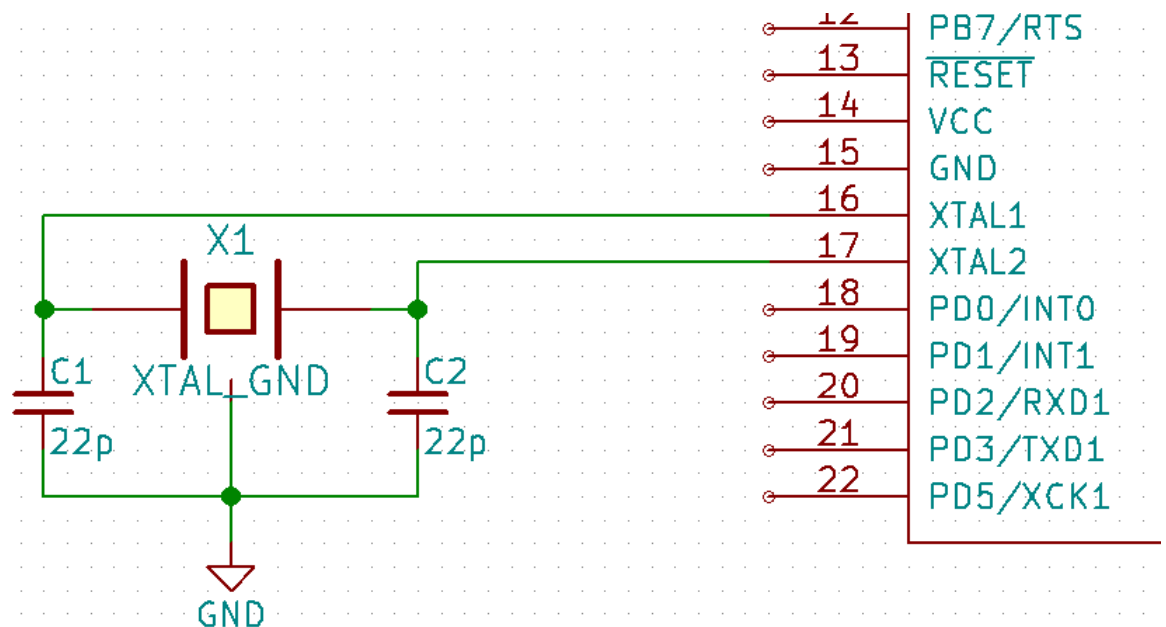 12 PB7/RTS
13 RESET
14 VCC
15 GND
16 XTAL1
X1
17 XTAL2
18 PD0/INT0
19 PD1/INT1
C1 XTAL_GND C2
20 PD2/RXD1
22p 22p
21 PD3/TXD1
22 PD5/XCK1
GND